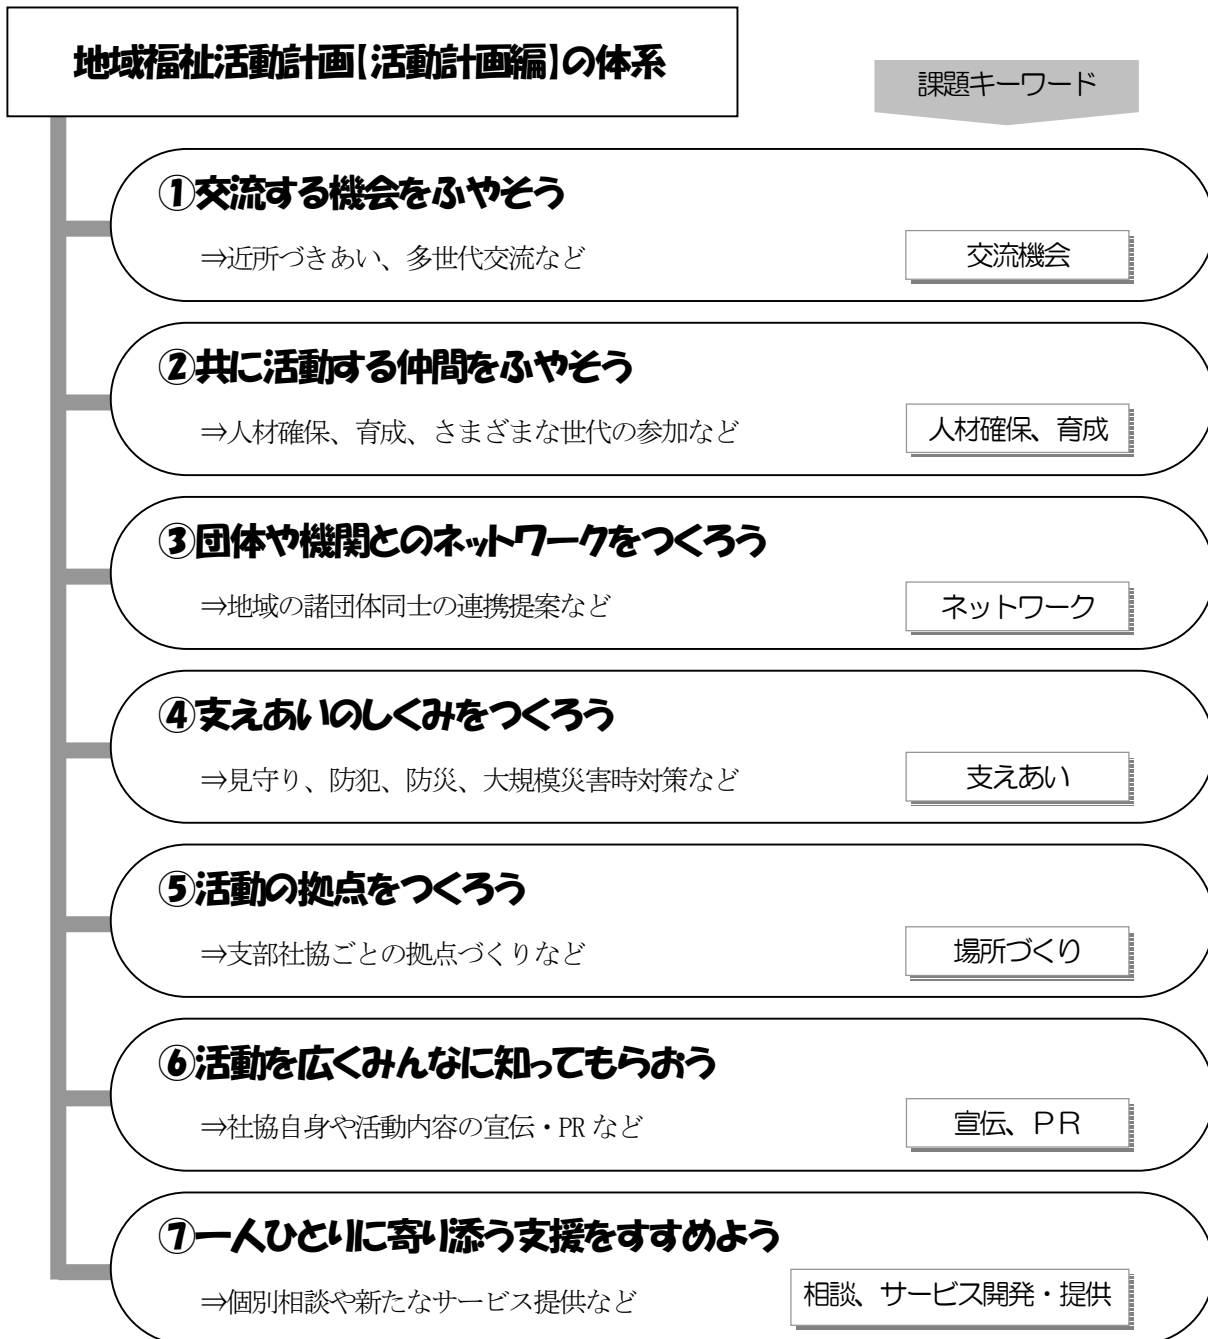 地域福祉活動計画【活動計画編】の体系
課題キーワード
①交流する機会をふやそう
⇒近所づきあい、多世代交流など
交流機会
②共に活動する仲間をふやそう
⇒人材確保、育成、さまざまな世代の参加など
人材確保、育成
③団体や機関とのネットワークをつくろう
⇒地域の諸団体同士の連携提案など
ネットワーク
④支えあいのしくみをつくろう
⇒見守り、防犯、防災、大規模災害時対策など
支えあい
⑤活動の拠点をつくろう
⇒支部社協ごとの拠点づくりなど
場所づくり
⑥活動を広くみんなに知ってもらおう
⇒社協自身や活動内容の宣伝・PRなど
宣伝、ＰＲ
⑦一人ひとりに寄り添う支援をすすめよう
⇒個別相談や新たなサービス提供など
相談、サービス開発・提供